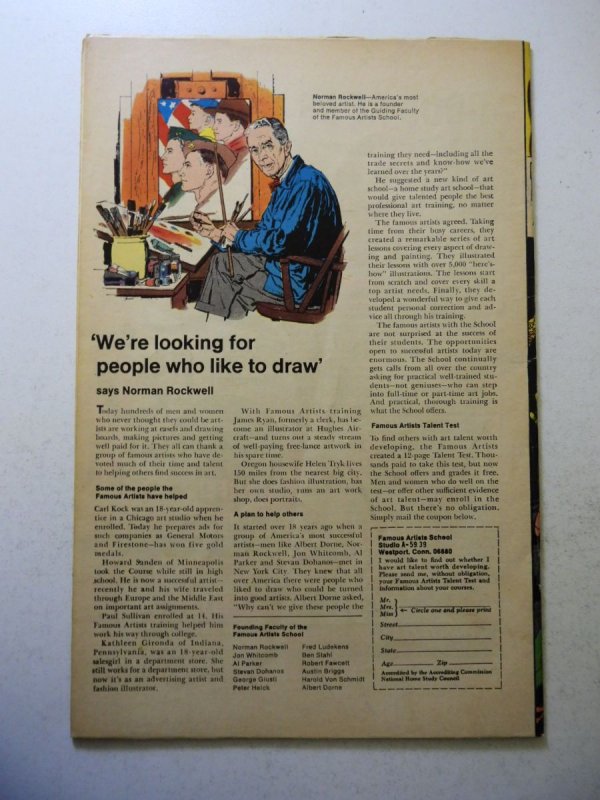 Norman Rockwell—America's most
beloved artist. He is a founder
and member of the Guiding Faculty
of the Famous Artists School.
'We're looking for
people who like to draw'
says Norman Rockwell
Today hundreds of men and women
who never thought they could be art-
ists are working at easels and drawing
boards, making pictures and getting
well paid for it. They all can thank a
group of famous artists who have de-
voted much of their time and talent
to helping others find success in art.
Some of the people the
Famous Artists have helped
Carl Kock was an 18-year-old appren-
tice in a Chicago art studio when he
enrolled. Today he prepares ads for
such companies as General Motors
and Firestone—has won five gold
medals.
Howard Standen of Minneapolis
took the Course while still in high
school. He is now a successful artist—
recently he and his wife traveled
through Europe and the Middle East
on important art assignments.
Paul Sullivan enrolled at 14. His
Famous Artists training helped him
work his way through college.
Kathleen Gironda of Indiana,
Pennsylvania, was an 18-year-old
salesgirl in a department store. She
still works for a department store, but
now it's as an advertising artist and
fashion illustrator.
With Famous Artists training
James Ryan, formerly a clerk, has be-
come an illustrator at Hughes Air-
craft—and turns out a steady stream
of well-paying free-lance artwork in
his spare time.
Oregon housewife Helen Tryk lives
150 miles from the nearest big city.
But she does fashion illustration, has
her own studio, runs an art work
shop, does portraits.
A plan to help others
It started over 18 years ago when a
group of America's most successful
artists—men like Albert Dorne, Nor-
man Rockwell, Jon Whitcomb, Al
Parker and Stevan Dohanos—met in
New York City. They knew that all
over America there were people who
liked to draw who could be turned
into good artists. Albert Dorne asked,
"Why can't we give these people the
Founding Faculty of the
Famous Artists School
Norman Rockwell
Jon Whitcomb
Al Parker
Stevan Dohanos
George Giusti
Peter Helck
Fred Ludekens
Ben Stahl
Robert Fawcett
Austin Briggs
Harold Von Schmidt
Albert Dorne
training they need—including all the
trade secrets and know-how we've
learned over the years?"
He suggested a new kind of art
school—a home study art school—that
would give talented people the best
professional art training, no matter
where they live.
The famous artists agreed. Taking
time from their busy careers, they
created a remarkable series of art
lessons covering every aspect of draw-
ing and painting. They illustrated
their lessons with over 5,000 "here's-
how" illustrations. The lessons start
from scratch and cover every skill a
top artist needs. Finally, they de-
veloped a wonderful way to give each
student personal correction and ad-
vice all through his training.
The famous artists with the School
are not surprised at the success of
their students. The opportunities
open to successful artists today are
enormous. The School continually
gets calls from all over the country
asking for practical well-trained stu-
dents—not geniuses—who can step
into full-time or part-time art jobs.
And practical, thorough training is
what the School offers.
Famous Artists Talent Test
To find others with art talent worth
developing, the Famous Artists
created a 12-page Talent Test. Thou-
sands paid to take this test, but now
the School offers and grades it free.
Men and women who do well on the
test—or offer other sufficient evidence
of art talent—may enroll in the
School. But there's no obligation.
Simply mail the coupon below.
Famous Artists School
Studio A-5939
Westport, Conn. 06880
I would like to find out whether I
have art talent worth developing.
Please send me, without obligation,
your Famous Artists Talent Test and
information about your courses.
Mr.
Mrs.
Miss
← Circle one and please print
Street
City
State
Age Zip
Accredited by the Accrediting Commission
National Home Study Council